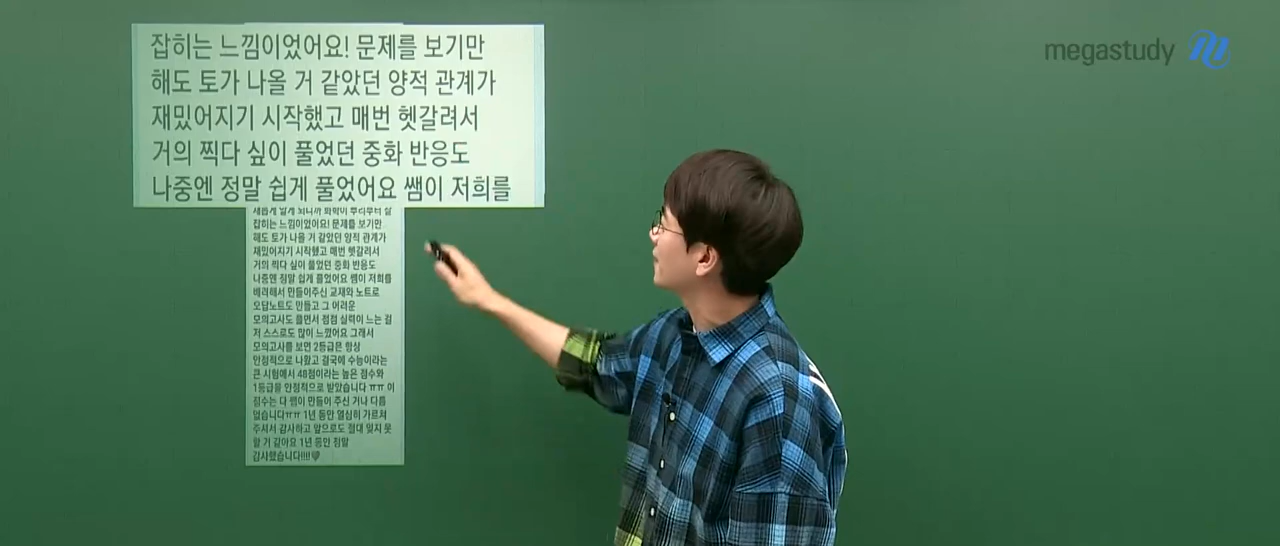 잡히는 느낌이었어요! 문제를 보기만
해도 토가 나올 거 같았던 양적 관계가
재밌어지기 시작했고 매번 헷갈려서
거의 찍다 싶이 풀었던 중화 반응도
나중엔 정말 쉽게 풀었어요 쌤이 저희를
megastudy
새롭게 알게 되니까 화학이 뿌리부터 잘
잡히는 느낌이었어요! 문제를 보기만
해도 토가 나올 거 같았던 양적 관계가
재밌어지기 시작했고 매번 헷갈려서
거의 찍다 싶이 풀었던 중화 반응도
나중엔 정말 쉽게 풀었어요 쌤이 저희를
배려해서 만들어주신 교재와 노트로
오답노트도 만들고 그 어려운
모의고사도 풀면서 점점 실력이 느는 걸
저 스스로도 많이 느꼈어요 그래서
모의고사를 보면 2등급은 항상
안정적으로 나왔고 결국에 수능이라는
큰 시험에서 48점이라는 높은 점수와
1등급을 안정적으로 받았습니다 ㅠㅠ 이
점수는 다 쌤이 만들어 주신 거나 다름
없습니다ㅠㅠ 1년 동안 열심히 가르쳐
주셔서 감사하고 앞으로도 절대 잊지 못
할 거 같아요 1년 동안 정말
감사했습니다!!!!🤎